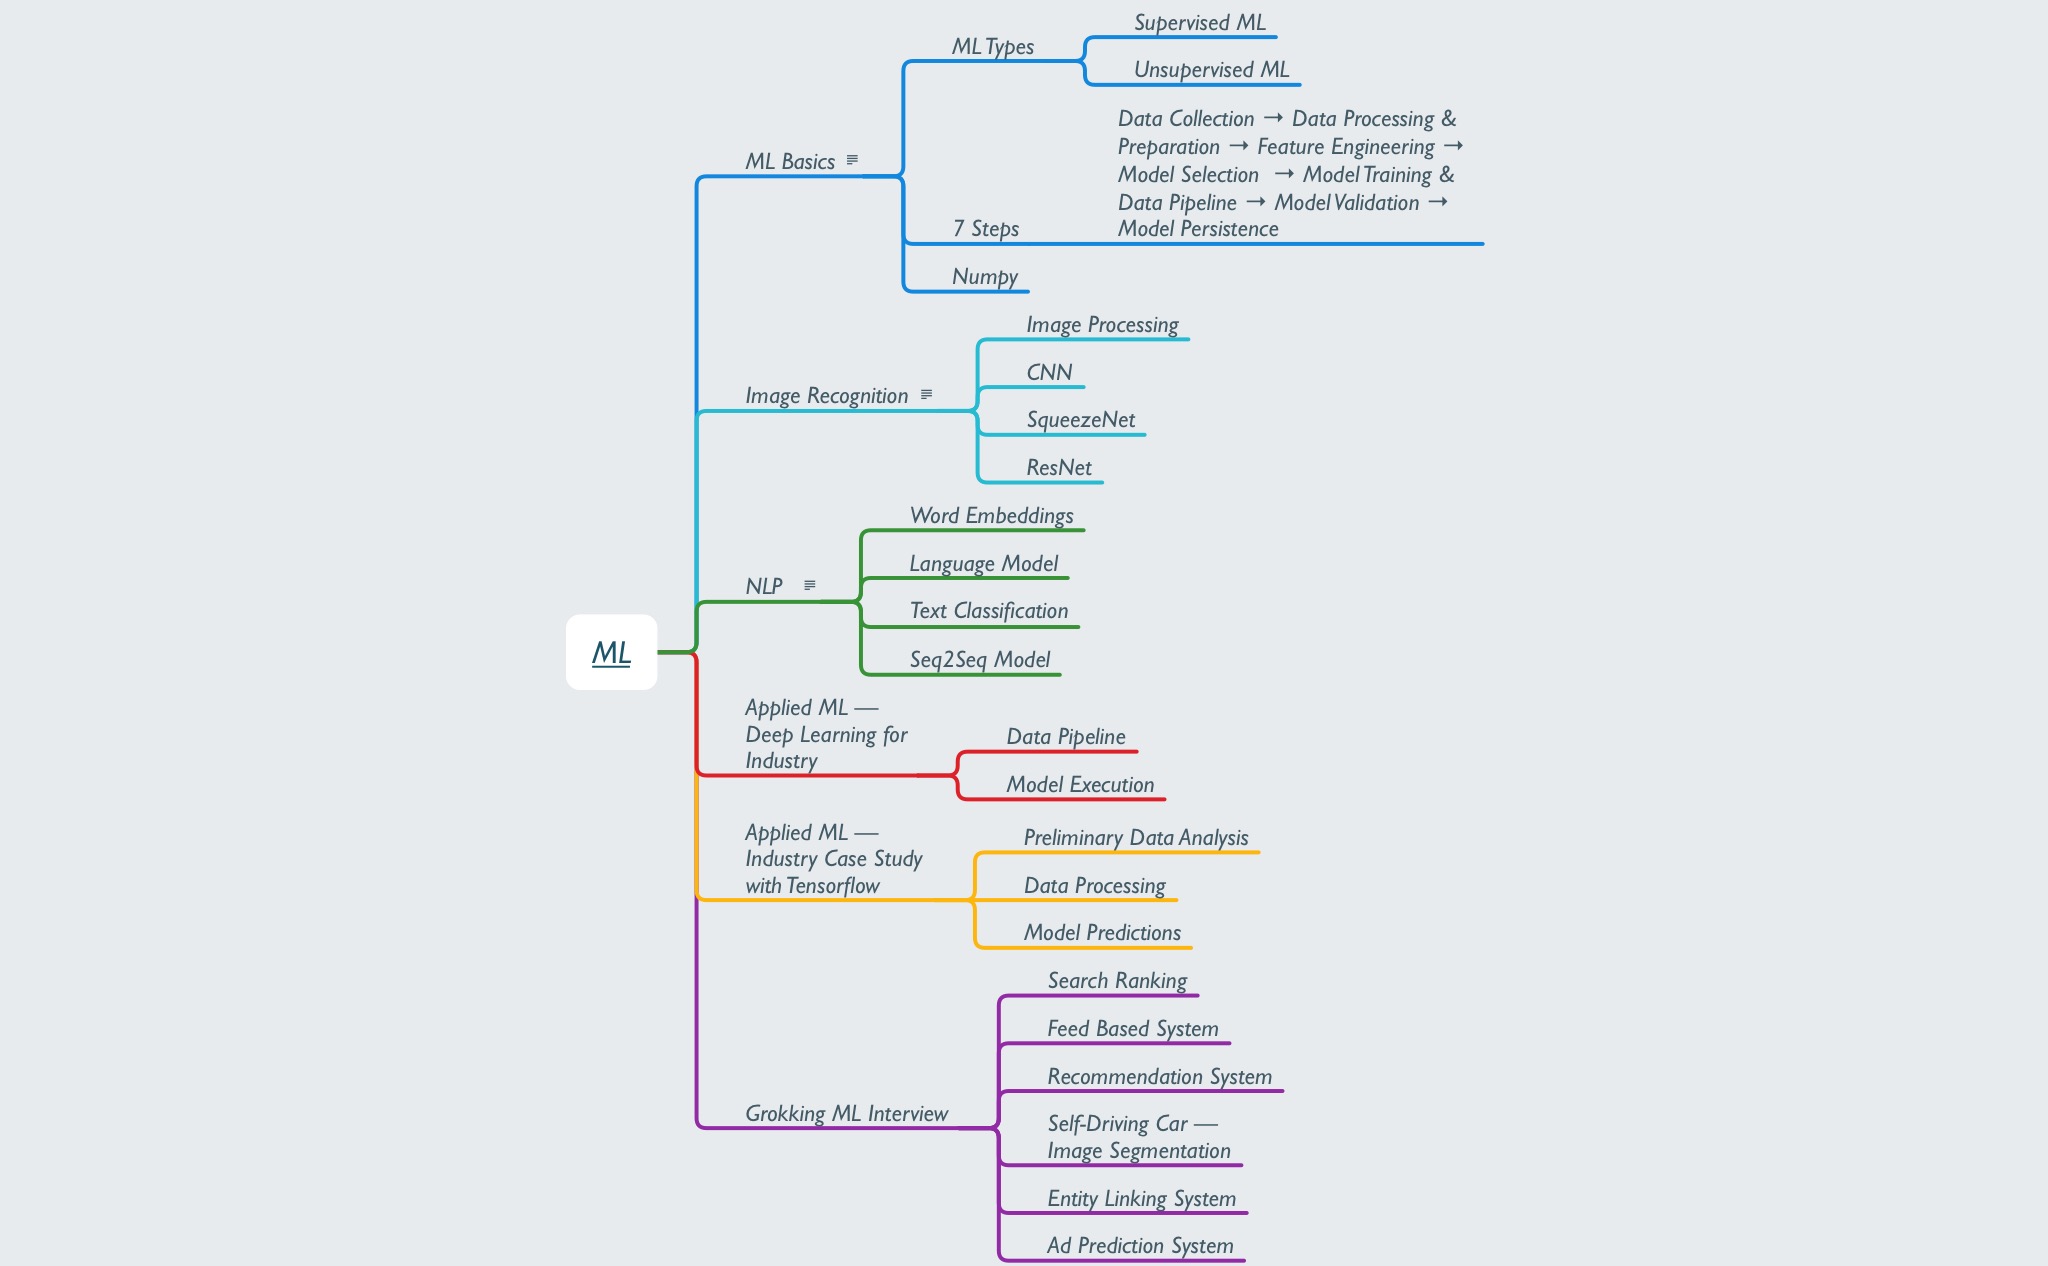 Supervised ML
ML Types
Unsupervised ML
Data Collection → Data Processing &
Preparation → Feature Engineering →
ML Basics
Model Selection → Model Training &
Data Pipeline → Model Validation →
7 Steps
Model Persistence
Numpy
Image Processing
CNN
Image Recognition
SqueezeNet
ResNet
Word Embeddings
Language Model
NLP
Text Classification
ML
Seq2Seq Model
Applied ML —
Deep Learning for
Industry
Data Pipeline
Model Execution
Applied ML —
Industry Case Study
with Tensorflow
Preliminary Data Analysis
Data Processing
Model Predictions
Search Ranking
Feed Based System
Recommendation System
Grokking ML Interview
Self-Driving Car —
Image Segmentation
Entity Linking System
Ad Prediction System